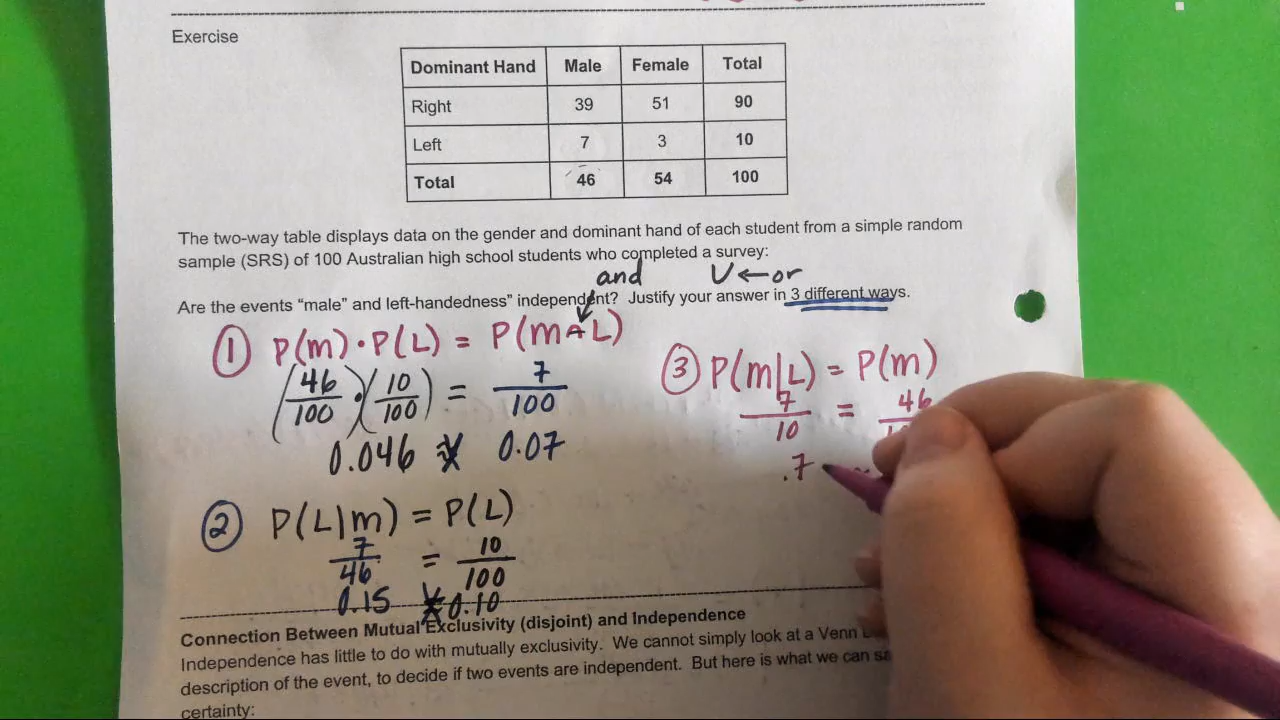 Exercise
Dominant Hand Male Female Total
Right 39 51 90
Left 7 3 10
Total 46 54 100
The two-way table displays data on the gender and dominant hand of each student from a simple random
sample (SRS) of 100 Australian high school students who completed a survey:
and U ← or
Are the events “male” and left-handedness” independent? Justify your answer in 3 different ways.
① P(m) • P(L) = P(m ∩ L)
(46/100) • (10/100) = 7/100
0.046 ≠ 0.07
② P(L|m) = P(L)
7/46 = 10/100
0.15 ≠ 0.10
③ P(m|L) = P(m)
7/10 = 46
.7
Connection Between Mutual Exclusivity (disjoint) and Independence
Independence has little to do with mutually exclusivity. We cannot simply look at a Venn
description of the event, to decide if two events are independent. But here is what we can
certainty: